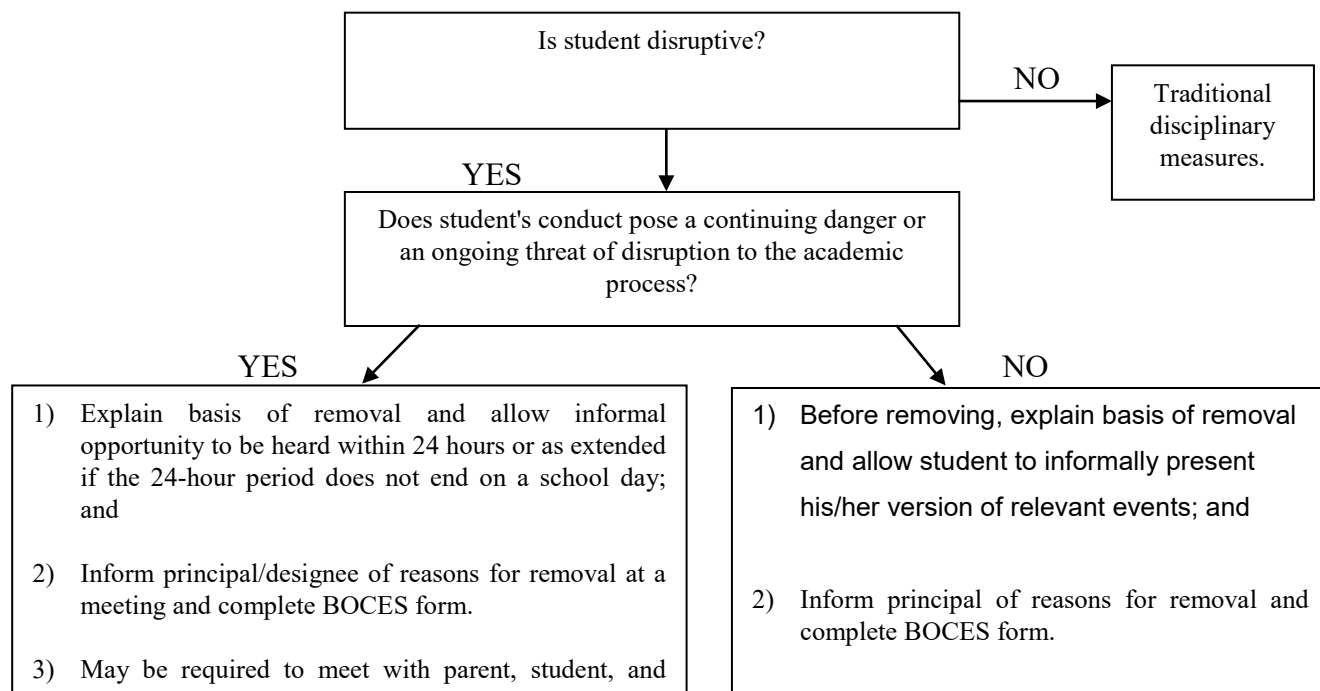 Is student disruptive?
NO
Traditional
disciplinary
measures.
YES
Does student's conduct pose a continuing danger or
an ongoing threat of disruption to the academic
process?
YES
NO
1) Explain basis of removal and allow informal
opportunity to be heard within 24 hours or as extended
if the 24-hour period does not end on a school day;
and
2) Inform principal/designee of reasons for removal at a
meeting and complete BOCES form.
3) May be required to meet with parent, student, and
1) Before removing, explain basis of removal
and allow student to informally present
his/her version of relevant events; and
2) Inform principal of reasons for removal and
complete BOCES form.